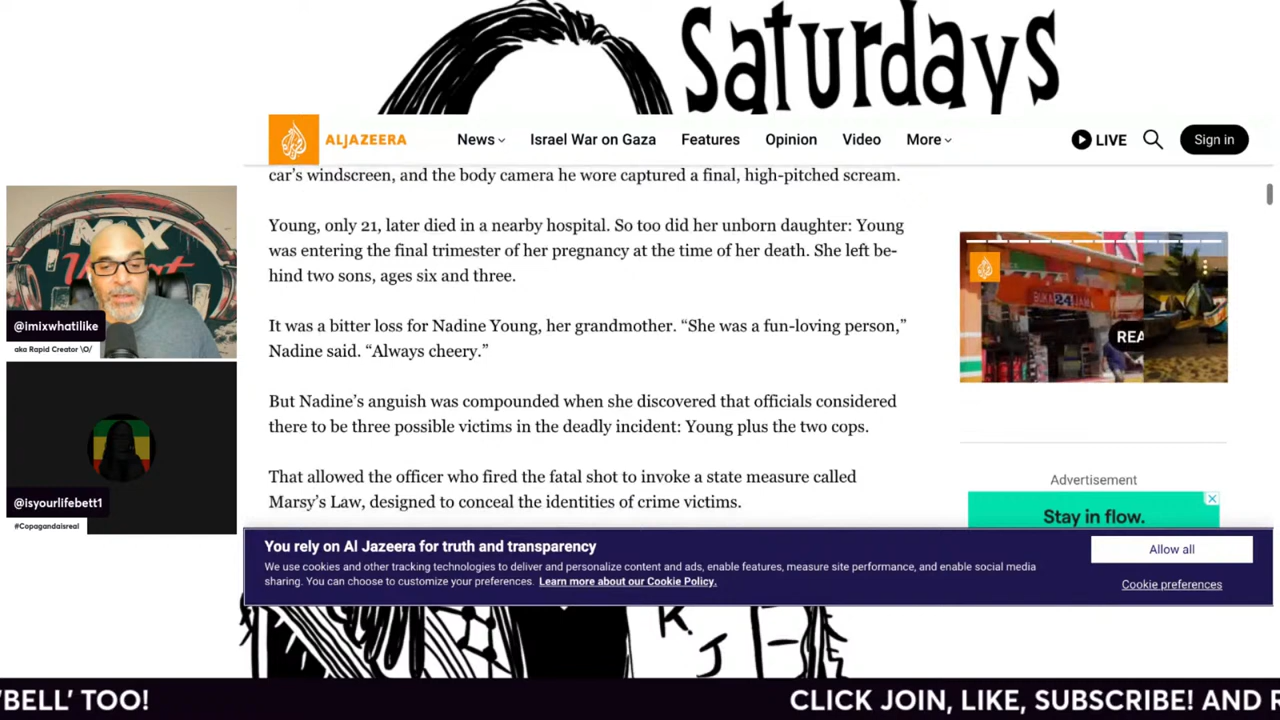 Saturdays
ALJAZEERA
News
Israel War on Gaza
Features
Opinion
Video
More
LIVE
Sign in
car’s windscreen, and the body camera he wore captured a final, high-pitched scream.
Young, only 21, later died in a nearby hospital. So too did her unborn daughter: Young
was entering the final trimester of her pregnancy at the time of her death. She left be-
hind two sons, ages six and three.
It was a bitter loss for Nadine Young, her grandmother. “She was a fun-loving person,”
Nadine said. “Always cheery.”
But Nadine’s anguish was compounded when she discovered that officials considered
there to be three possible victims in the deadly incident: Young plus the two cops.
That allowed the officer who fired the fatal shot to invoke a state measure called
Marsy’s Law, designed to conceal the identities of crime victims.
REA
Advertisement
Stay in flow.
@imixwhatilike
aka Rapid Creator \O/
@isyourlifebett1
#Copagandaisreal
You rely on Al Jazeera for truth and transparency
We use cookies and other tracking technologies to deliver and personalize content and ads, enable features, measure site performance, and enable social media
sharing. You can choose to customize your preferences. Learn more about our Cookie Policy.
Allow all
Cookie preferences
R.
J
E
'BELL’ TOO!
CLICK JOIN, LIKE, SUBSCRIBE! AND R